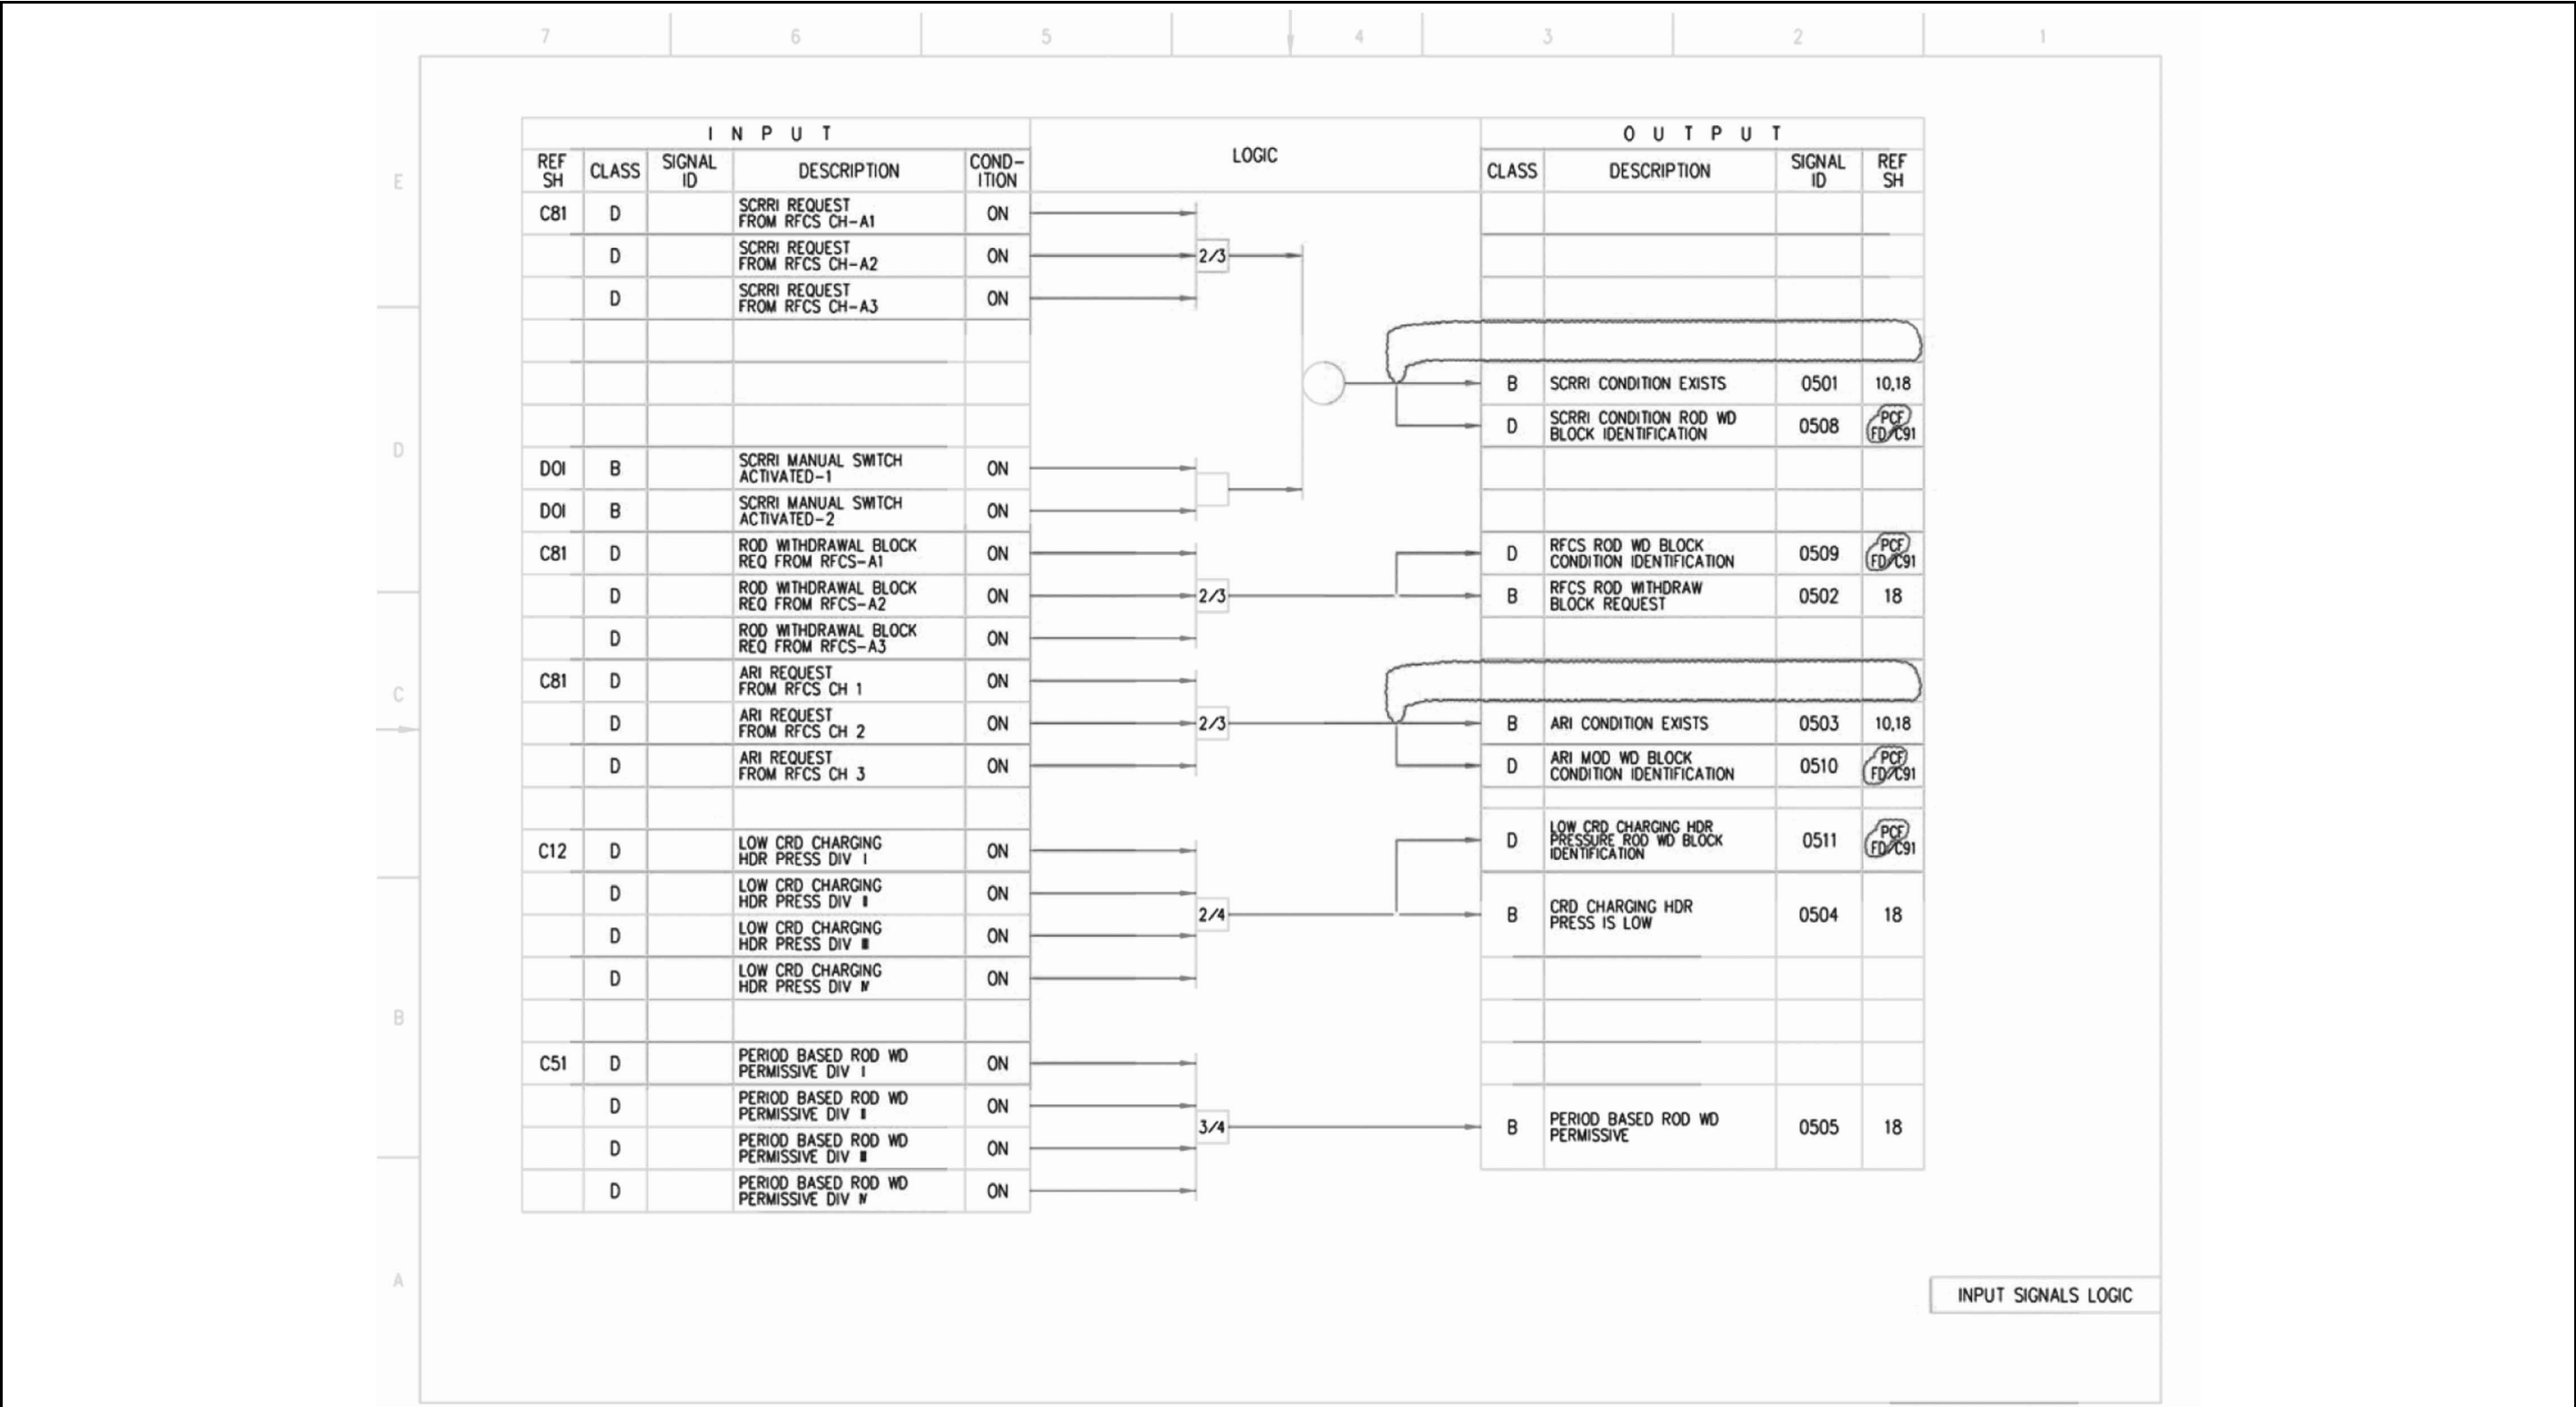 7 6 5 4 3 2 1
I N P U T
LOGIC
O U T P U T
REF SH CLASS SIGNAL ID DESCRIPTION COND-ITION
CLASS DESCRIPTION SIGNAL ID REF SH
E
C81 D SCRRI REQUEST
FROM RFCS CH-A1 ON
D SCRRI REQUEST
FROM RFCS CH-A2 ON
2/3
D SCRRI REQUEST
FROM RFCS CH-A3 ON
B SCRRI CONDITION EXISTS 0501 10,18
D SCRRI CONDITION ROD WD
BLOCK IDENTIFICATION 0508 PCF
FD/C91
D
DOI B SCRRI MANUAL SWITCH
ACTIVATED-1 ON
DOI B SCRRI MANUAL SWITCH
ACTIVATED-2 ON
C81 D ROD WITHDRAWAL BLOCK
REQ FROM RFCS-A1 ON
D RFCS ROD WD BLOCK
CONDITION IDENTIFICATION 0509 PCF
FD/C91
D ROD WITHDRAWAL BLOCK
REQ FROM RFCS-A2 ON
2/3
B RFCS ROD WITHDRAW
BLOCK REQUEST 0502 18
D ROD WITHDRAWAL BLOCK
REQ FROM RFCS-A3 ON
C
C81 D ARI REQUEST
FROM RFCS CH 1 ON
D ARI REQUEST
FROM RFCS CH 2 ON
2/3
B ARI CONDITION EXISTS 0503 10,18
D ARI REQUEST
FROM RFCS CH 3 ON
D ARI MOD WD BLOCK
CONDITION IDENTIFICATION 0510 PCF
FD/C91
C12 D LOW CRD CHARGING
HDR PRESS DIV I ON
D LOW CRD CHARGING HDR
PRESSURE ROD WD BLOCK
IDENTIFICATION 0511 PCF
FD/C91
D LOW CRD CHARGING
HDR PRESS DIV II ON
2/4
B CRD CHARGING HDR
PRESS IS LOW 0504 18
D LOW CRD CHARGING
HDR PRESS DIV III ON
D LOW CRD CHARGING
HDR PRESS DIV IV ON
B
C51 D PERIOD BASED ROD WD
PERMISSIVE DIV I ON
D PERIOD BASED ROD WD
PERMISSIVE DIV II ON
3/4
B PERIOD BASED ROD WD
PERMISSIVE 0505 18
D PERIOD BASED ROD WD
PERMISSIVE DIV III ON
D PERIOD BASED ROD WD
PERMISSIVE DIV IV ON
A
INPUT SIGNALS LOGIC